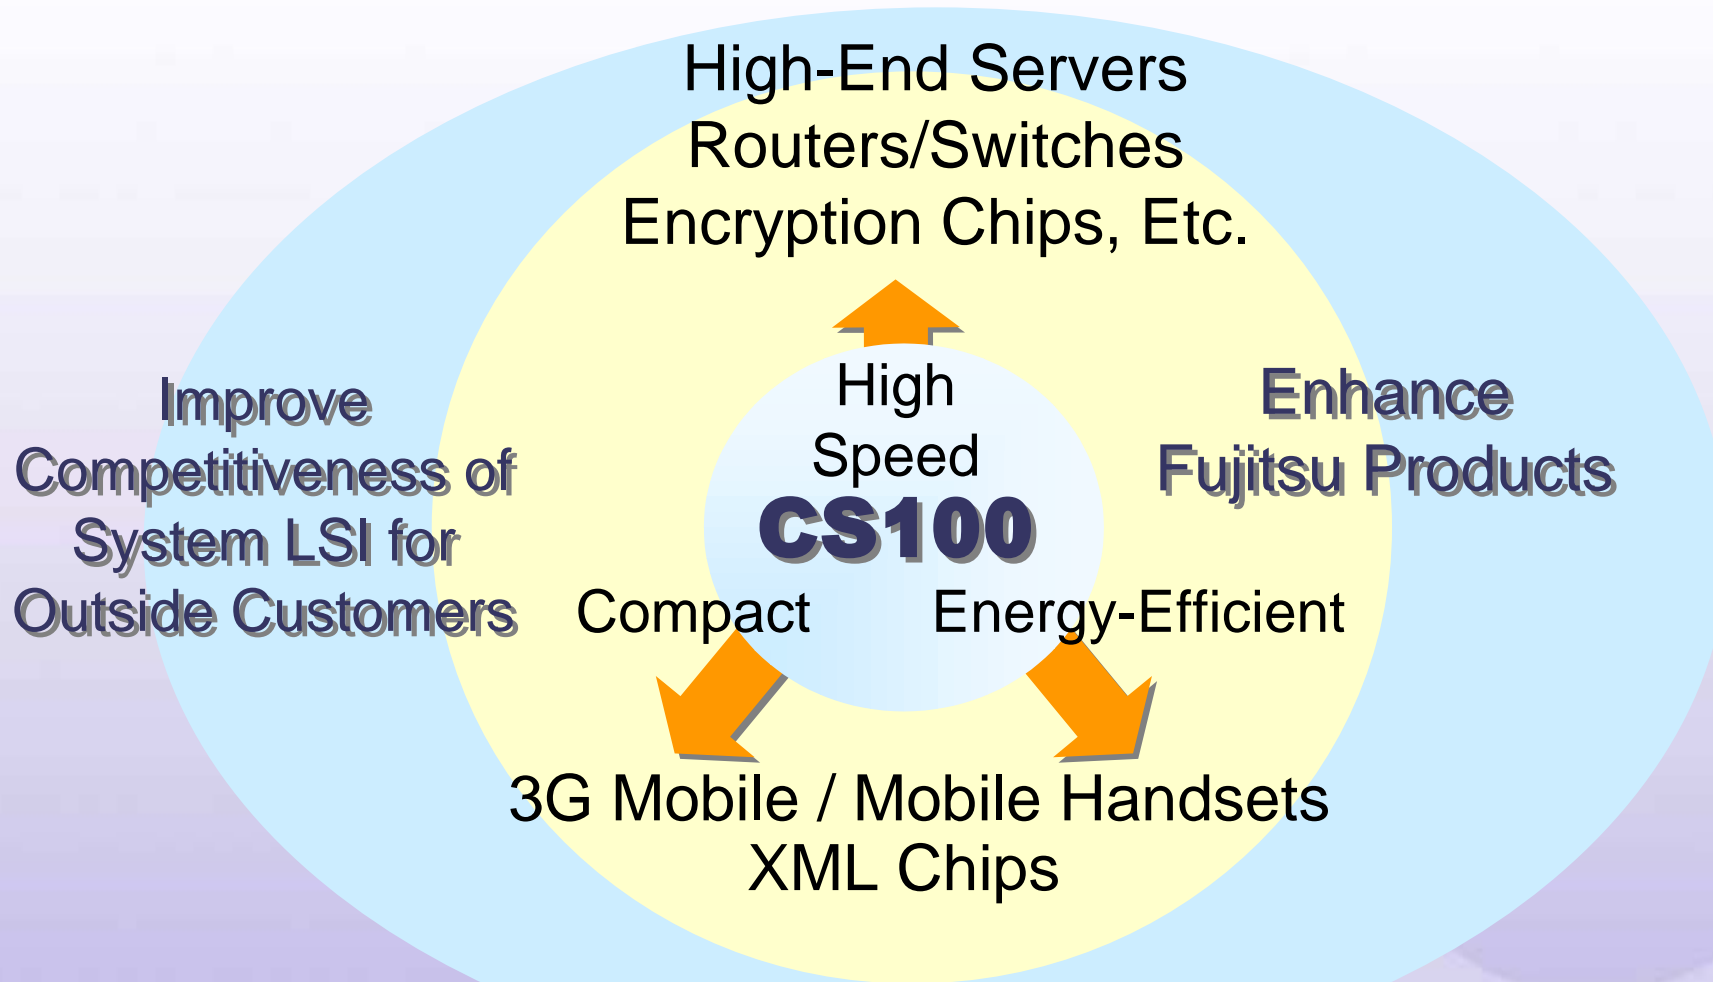 High-End Servers
Routers/Switches
Encryption Chips, Etc.
High
Speed
CS100
Compact
Energy-Efficient
Improve
Competitiveness of
System LSI for
Outside Customers
Enhance
Fujitsu Products
3G Mobile / Mobile Handsets
XML Chips